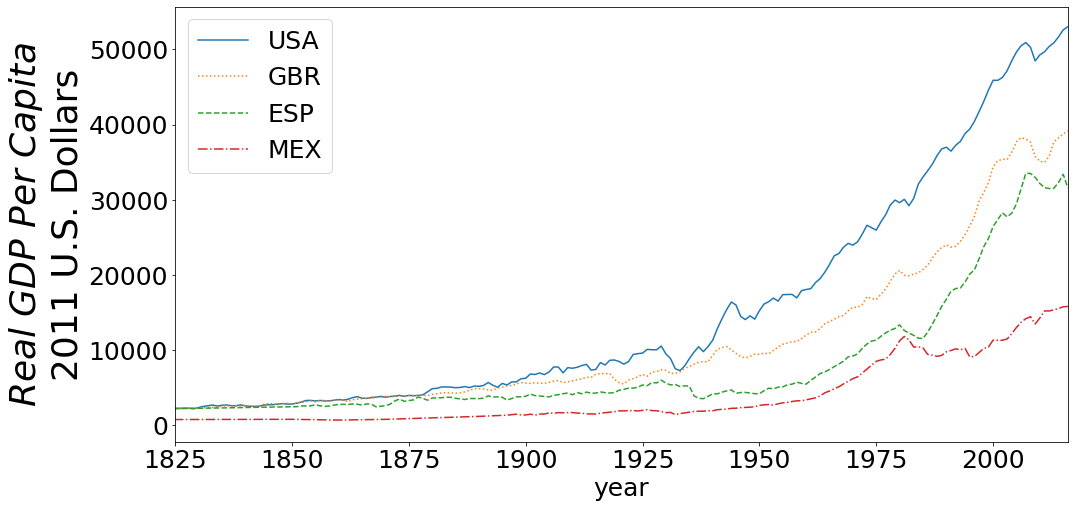 Real GDP Per Capita
2011 U.S. Dollars
50000
40000
30000
20000
10000
0
USA
GBR
ESP
MEX
1825 1850 1875 1900 1925 1950 1975 2000
year